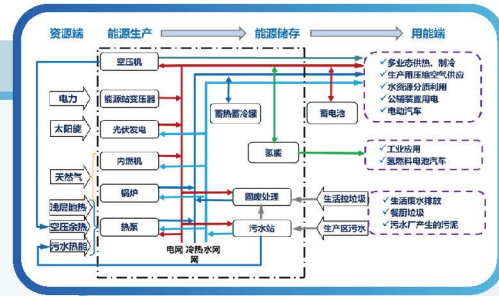 资源端
能源生产
能源储存
用能端
空压机
多业态供热、制冷
生产用压缩空气供应
水资源分质利用
公辅装置用电
电动汽车
电力
能源站变压器
蓄热蓄冷罐
蓄电池
太阳能
光伏发电
内燃机
氢能
工业应用
氢燃料电池汽车
天然气
锅炉
固废处理
生活垃圾
浅层地热
生活废水排放
餐厨垃圾
污水厂产生的污泥
空压余热
热泵
污水站
生产区污水
污水热能
电网 冷热水网
网